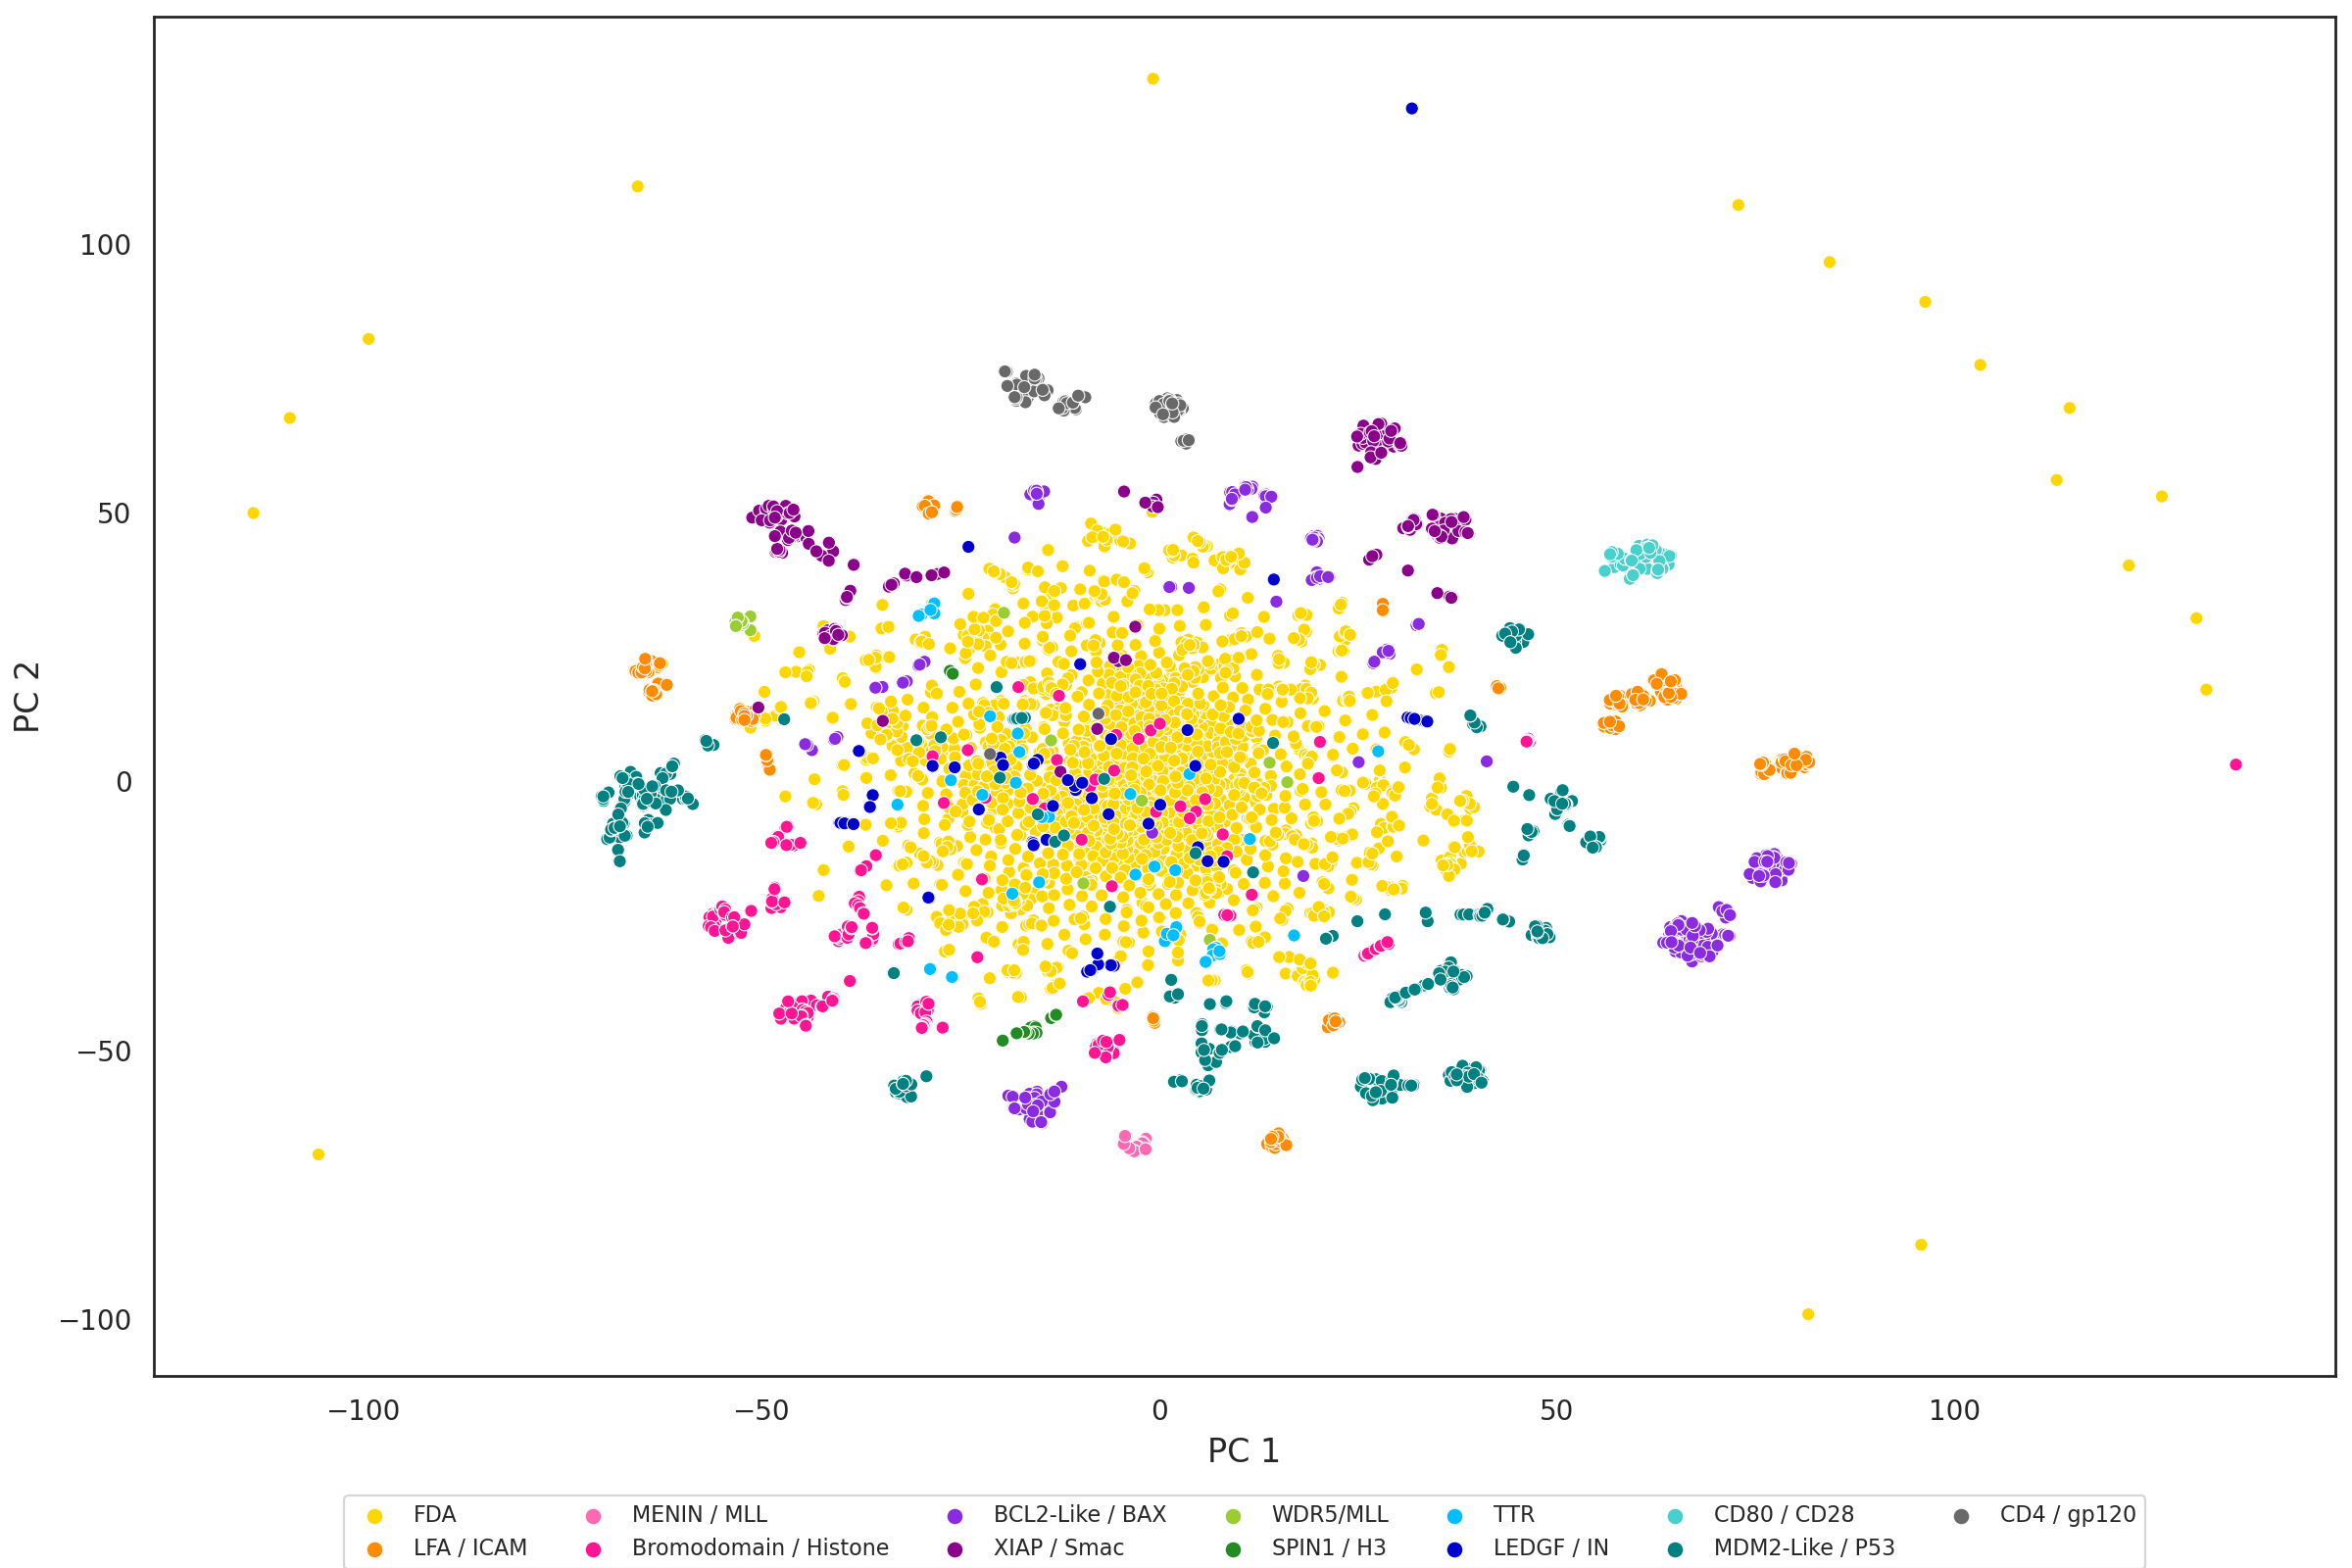 PC 2
100
50
0
−50
−100
−100
−50
0
50
100
PC 1
FDA
MENIN / MLL
BCL2-Like / BAX
WDR5/MLL
TTR
CD80 / CD28
CD4 / gp120
LFA / ICAM
Bromodomain / Histone
XIAP / Smac
SPIN1 / H3
LEDGF / IN
MDM2-Like / P53